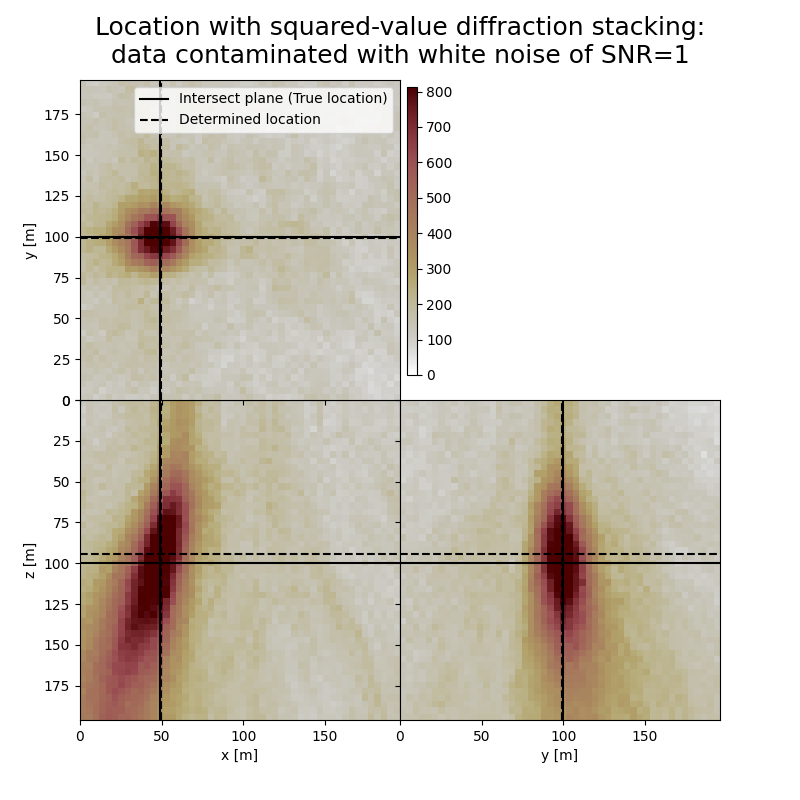 Location with squared-value diffraction stacking:
data contaminated with white noise of SNR=1
Intersect plane (True location)
Determined location
y [m]
175
150
125
100
75
50
25
0
800
700
600
500
400
300
200
100
0
z [m]
0
25
50
75
100
125
150
175
0 50 100 150
x [m]
0 50 100 150
y [m]